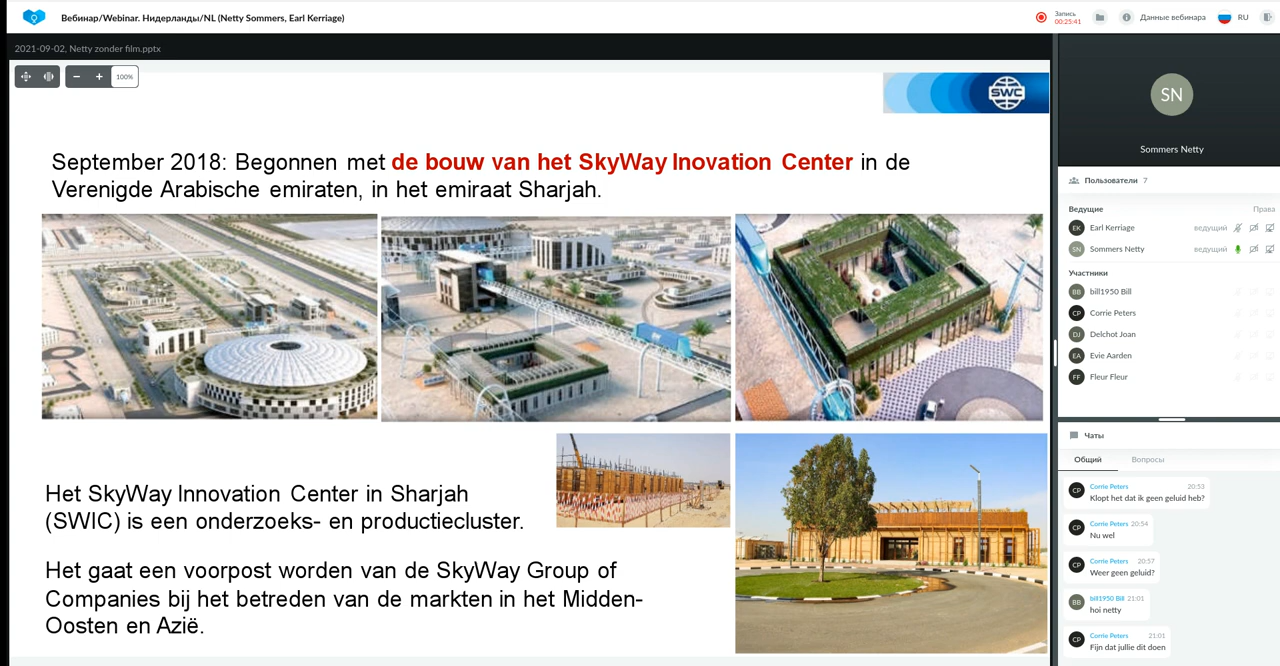 Вебинар/Webinar. Нидерланды/NL (Netty Sommers, Earl Kerriage)
Запись
00:25:41
Данные вебинара
RU
2021-09-02, Netty zonder film.pptx
100%
SWC
September 2018: Begonnen met de bouw van het SkyWay Inovation Center in de
Verenigde Arabische emiraten, in het emiraat Sharjah.
Het SkyWay Innovation Center in Sharjah
(SWIC) is een onderzoeks- en productiecluster.
Het gaat een voorpost worden van de SkyWay Group of
Companies bij het betreden van de markten in het Midden-
Oosten en Azië.
SN
Sommers Netty
Пользователи 7
Ведущие Права
EK Earl Kerriage ведущий
SN Sommers Netty ведущий
Участники
BB bill1950 Bill
CP Corrie Peters
DJ Delchot Joan
EA Evie Aarden
FF Fleur Fleur
Чаты
Общий Вопросы
CP Corrie Peters 20:53
Klopt het dat ik geen geluid heb?
CP Corrie Peters 20:54
Nu wel
CP Corrie Peters 20:57
Weer geen geluid?
BB bill1950 Bill 21:01
hoi netty
CP Corrie Peters 21:01
Fijn dat jullie dit doen